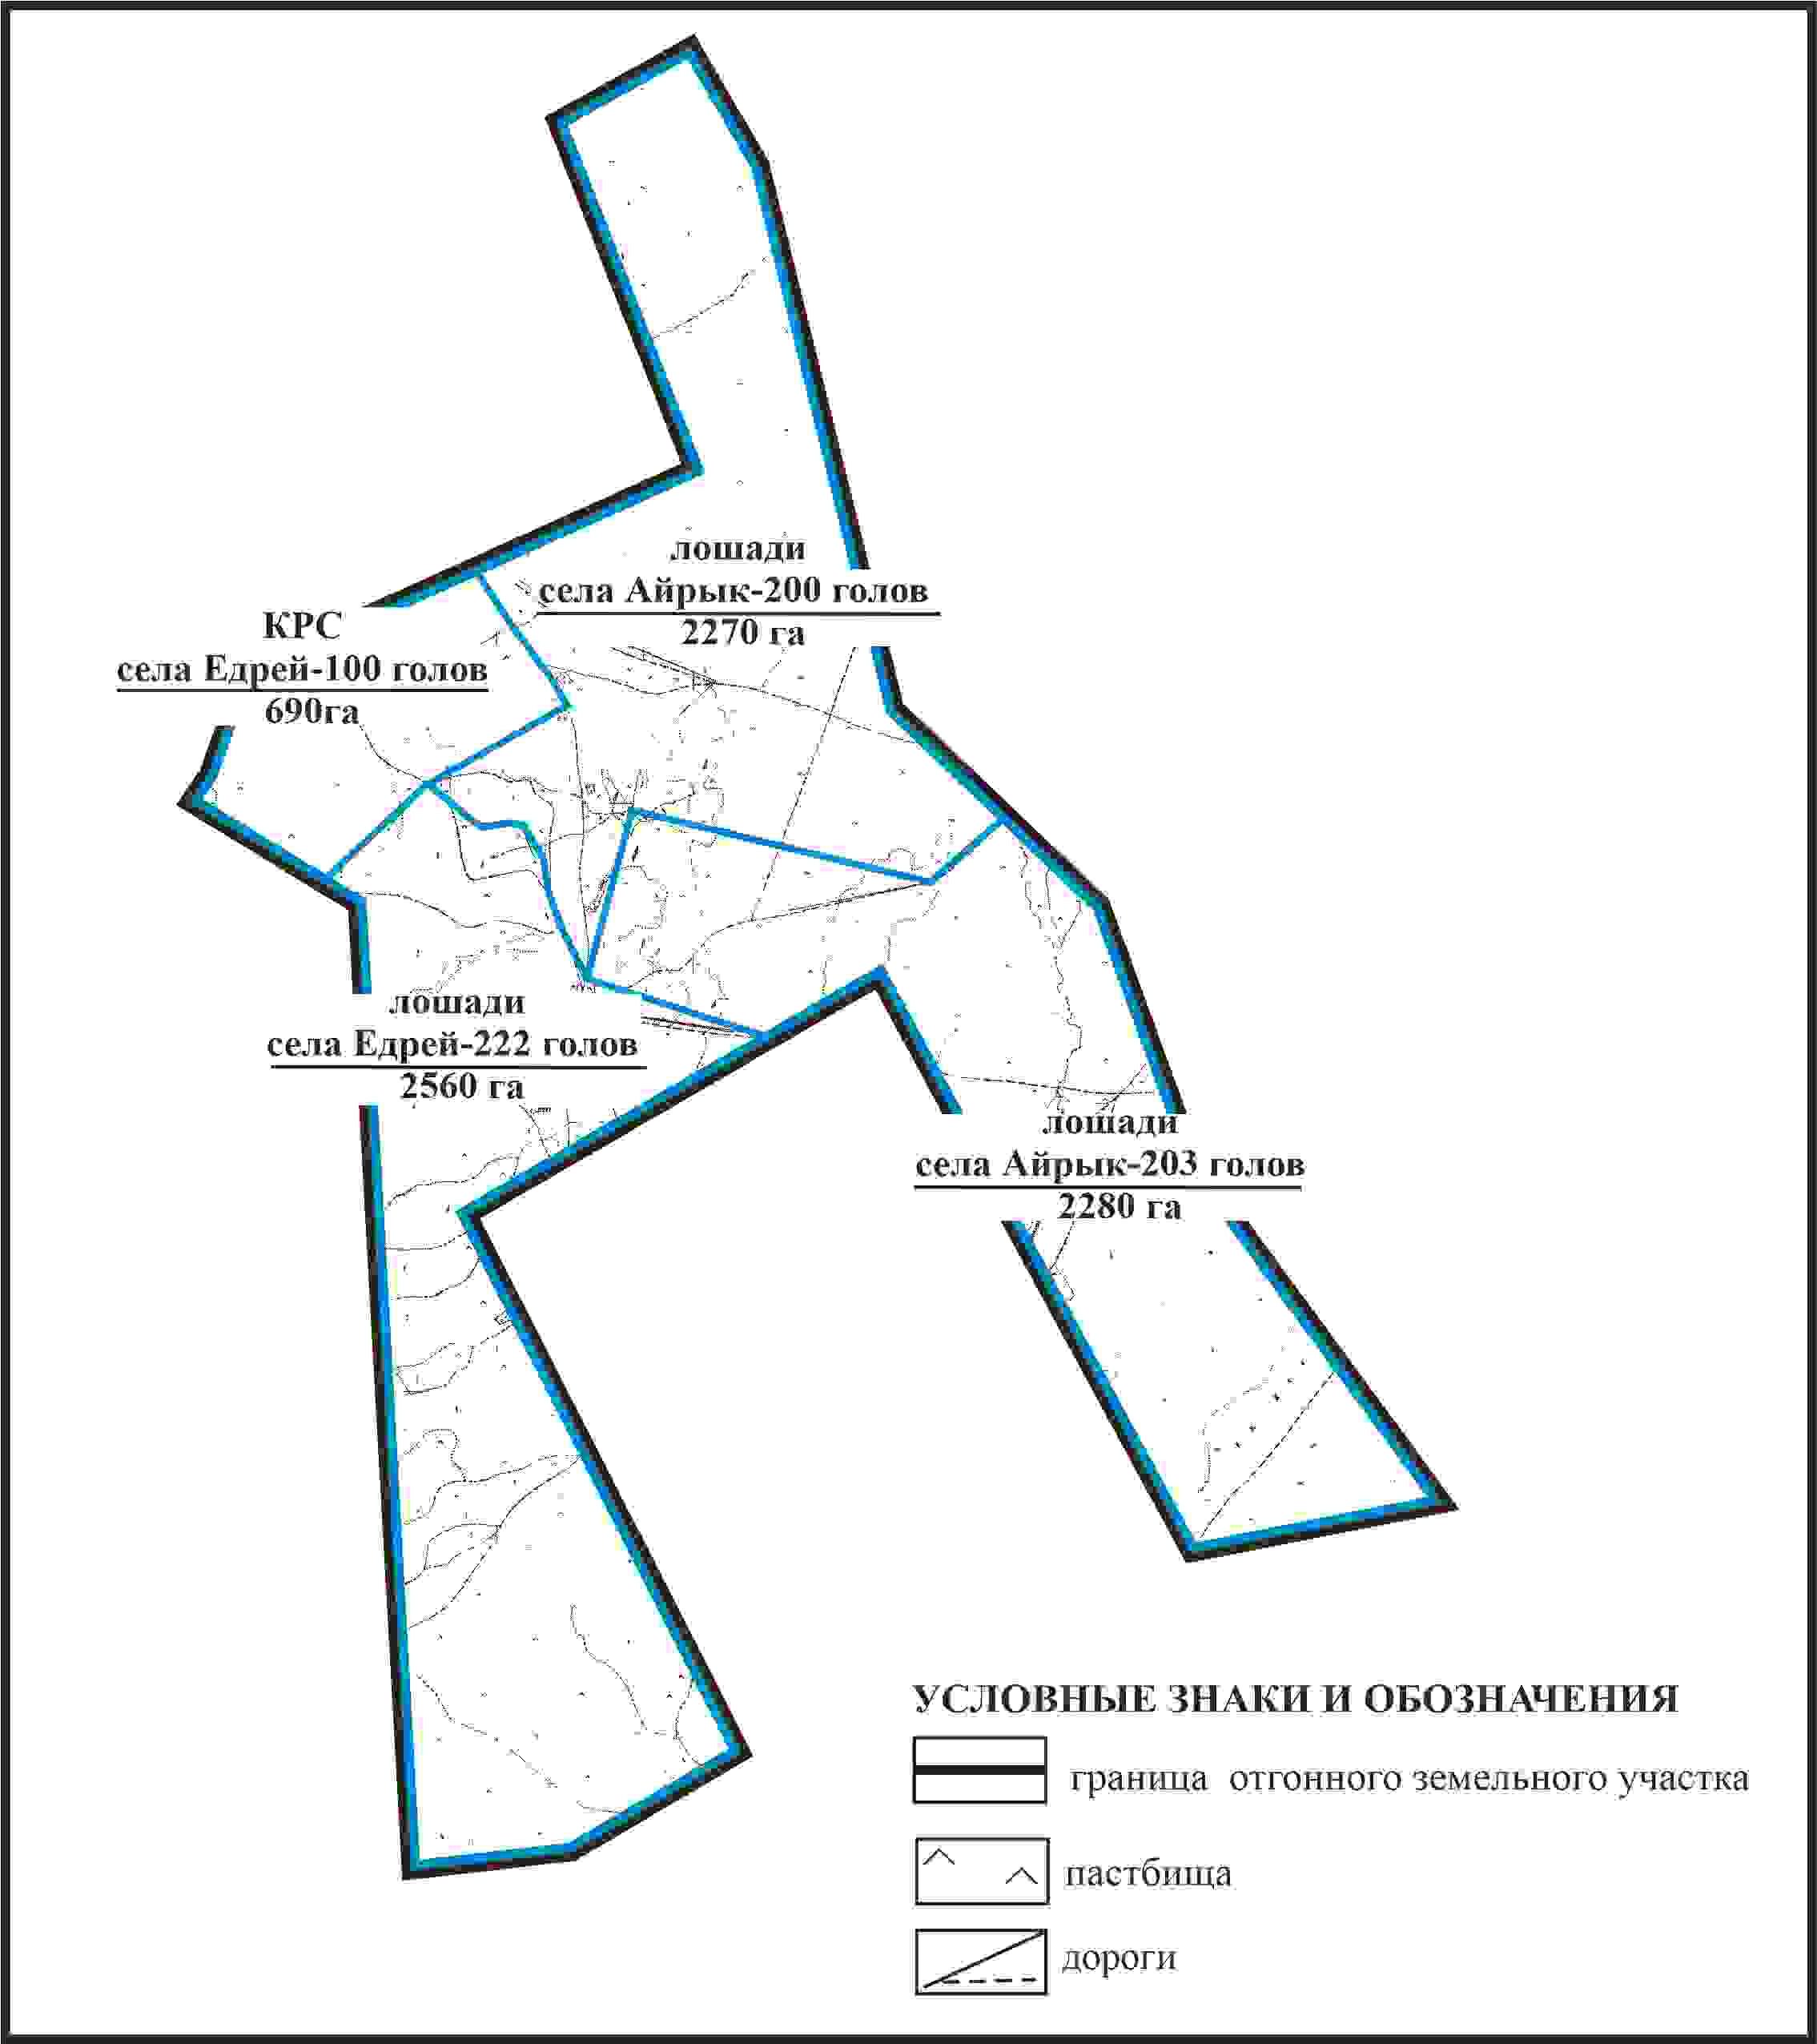 лошади
села Айрык-200 голов
2270 га
КРС
села Едрей-100 голов
690га
лошади
села Едрей-222 голов
2560 га
лошади
села Айрык-203 голов
2280 га
УСЛОВНЫЕ ЗНАКИ И ОБОЗНАЧЕНИЯ
граница отгонного земельного участка
пастбища
дороги